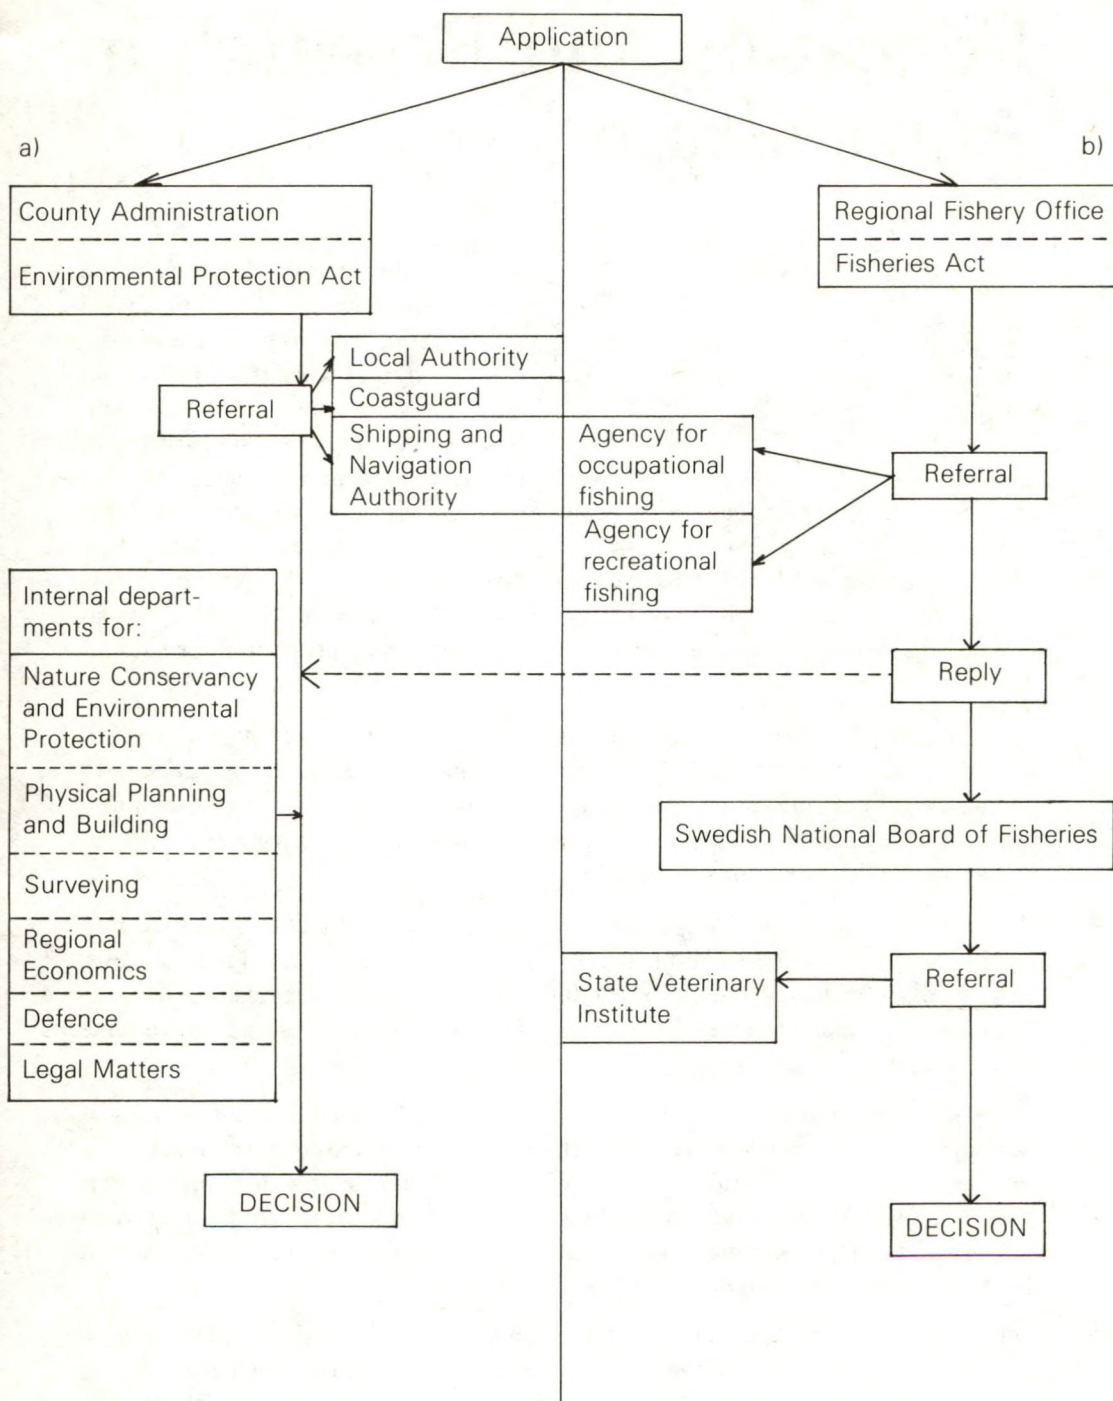 Application
a)
b)
County Administration
Environmental Protection Act
Regional Fishery Office
Fisheries Act
Local Authority
Referral
Coastguard
Shipping and
Navigation
Authority
Agency for
occupational
fishing
Referral
Agency for
recreational
fishing
Internal depart-
ments for:
Nature Conservancy
and Environmental
Protection
Reply
Physical Planning
and Building
Swedish National Board of Fisheries
Surveying
Regional
Economics
State Veterinary
Institute
Referral
Defence
Legal Matters
DECISION
DECISION